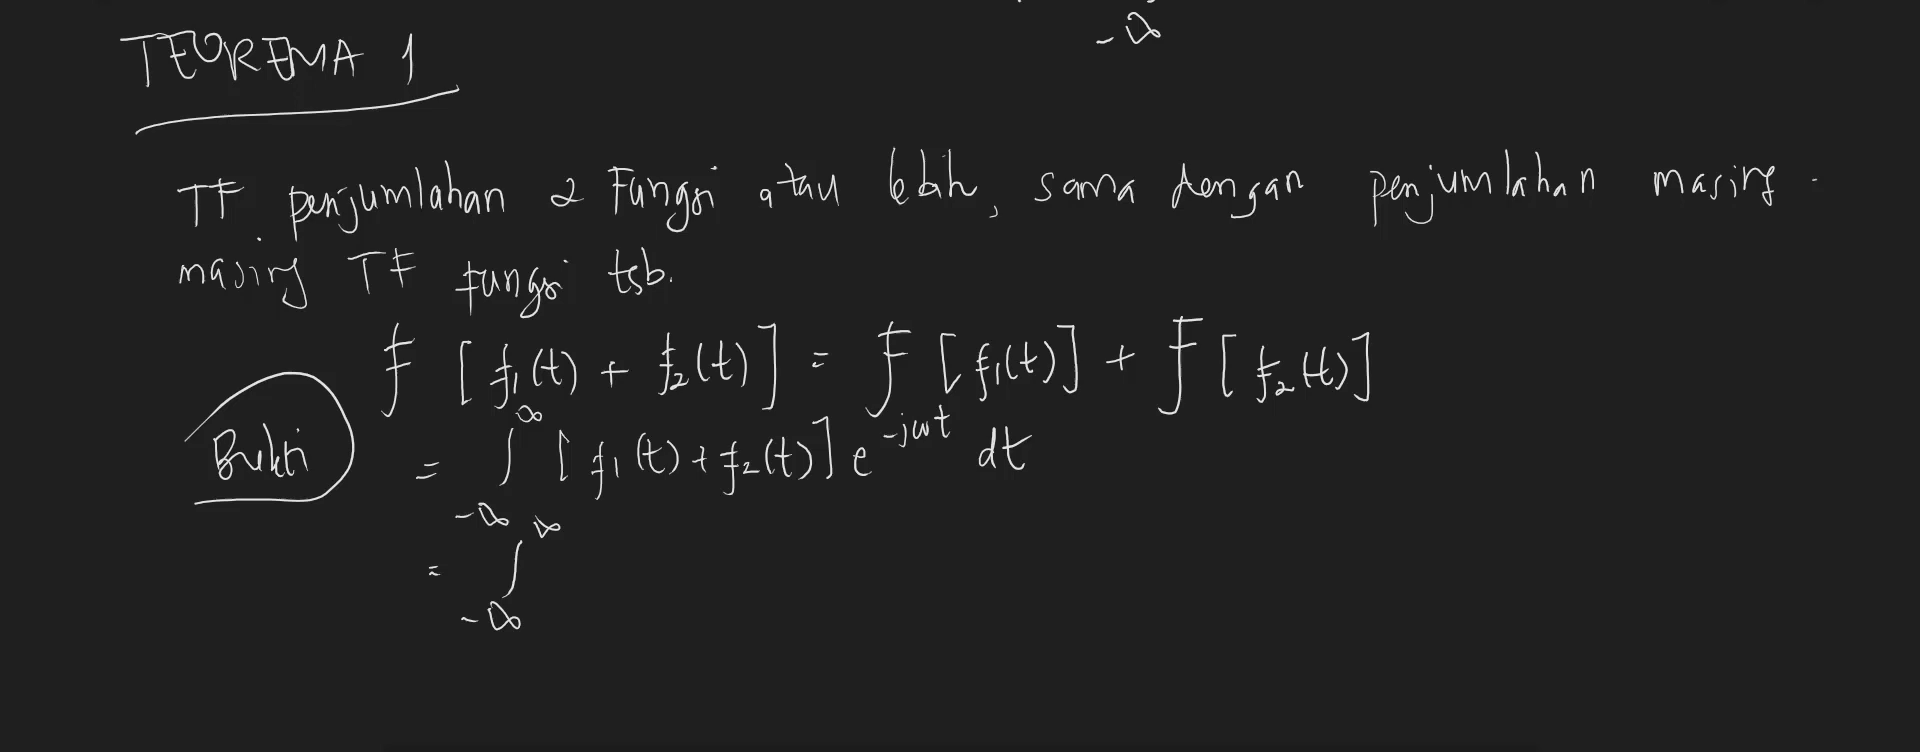 -∞
TEOREMA 1
TF penjumlahan 2 Fungsi atau lebih, sama dengan penjumlahan masing-
masing TF fungsi tsb.
F [f₁(t) + f₂(t)] = F [f₁(t)] + F [f₂(t)]
Bukti = ∫_{-∞}^{∞} [f₁(t) + f₂(t)] e^{-jωt} dt
= ∫_{-∞}^{∞}